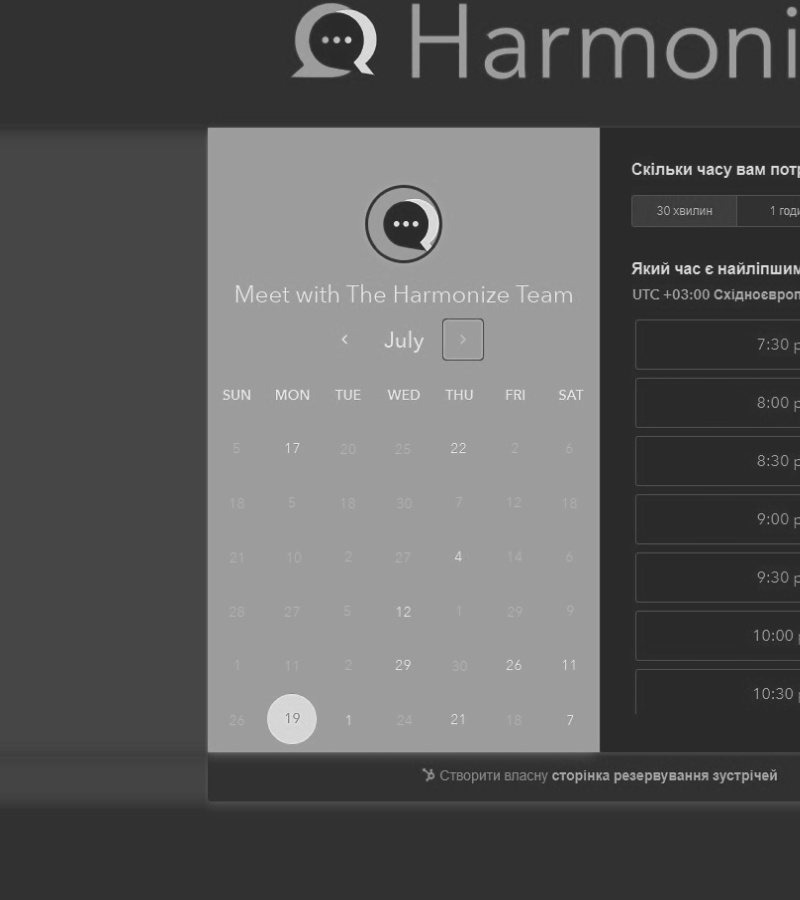 Harmoni
Meet with The Harmonize Team
July
SUN MON TUE WED THU FRI SAT
5 17 20 25 22 2 6
18 5 18 30 7 12 18
21 10 2 27 4 14 6
28 27 5 12 1 29 9
1 11 2 29 30 26 11
26 19 1 24 21 18 7
Скільки часу вам потр
30 хвилин 1 годи
Який час є найліпшим
UTC +03:00 Східноєвроп
7:30 p
8:00 p
8:30 p
9:00 p
9:30 p
10:00 p
10:30 p
Створити власну сторінка резервування зустрічей